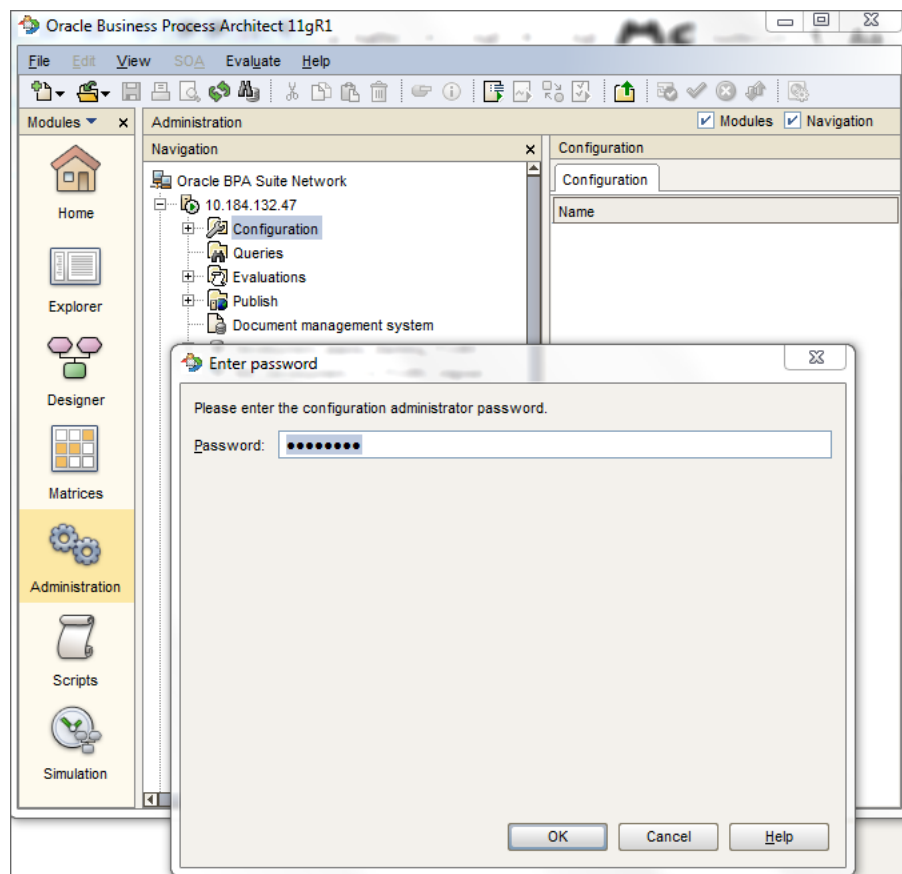 Oracle Business Process Architect 11gR1
File Edit View SOA Evaluate Help
Modules
Administration
Modules Navigation
Navigation
Configuration
Home
Explorer
Designer
Matrices
Administration
Scripts
Simulation
Oracle BPA Suite Network
10.184.132.47
Configuration
Queries
Evaluations
Publish
Document management system
Configuration
Name
Enter password
Please enter the configuration administrator password.
Password: ●●●●●●●●
OK Cancel Help